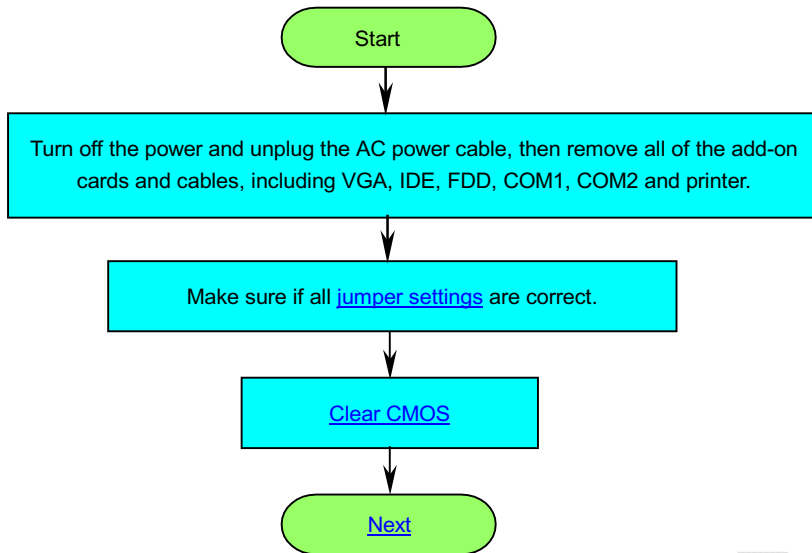 Start
Turn off the power and unplug the AC power cable, then remove all of the add-on
cards and cables, including VGA, IDE, FDD, COM1, COM2 and printer.
Make sure if all jumper settings are correct.
Clear CMOS
Next